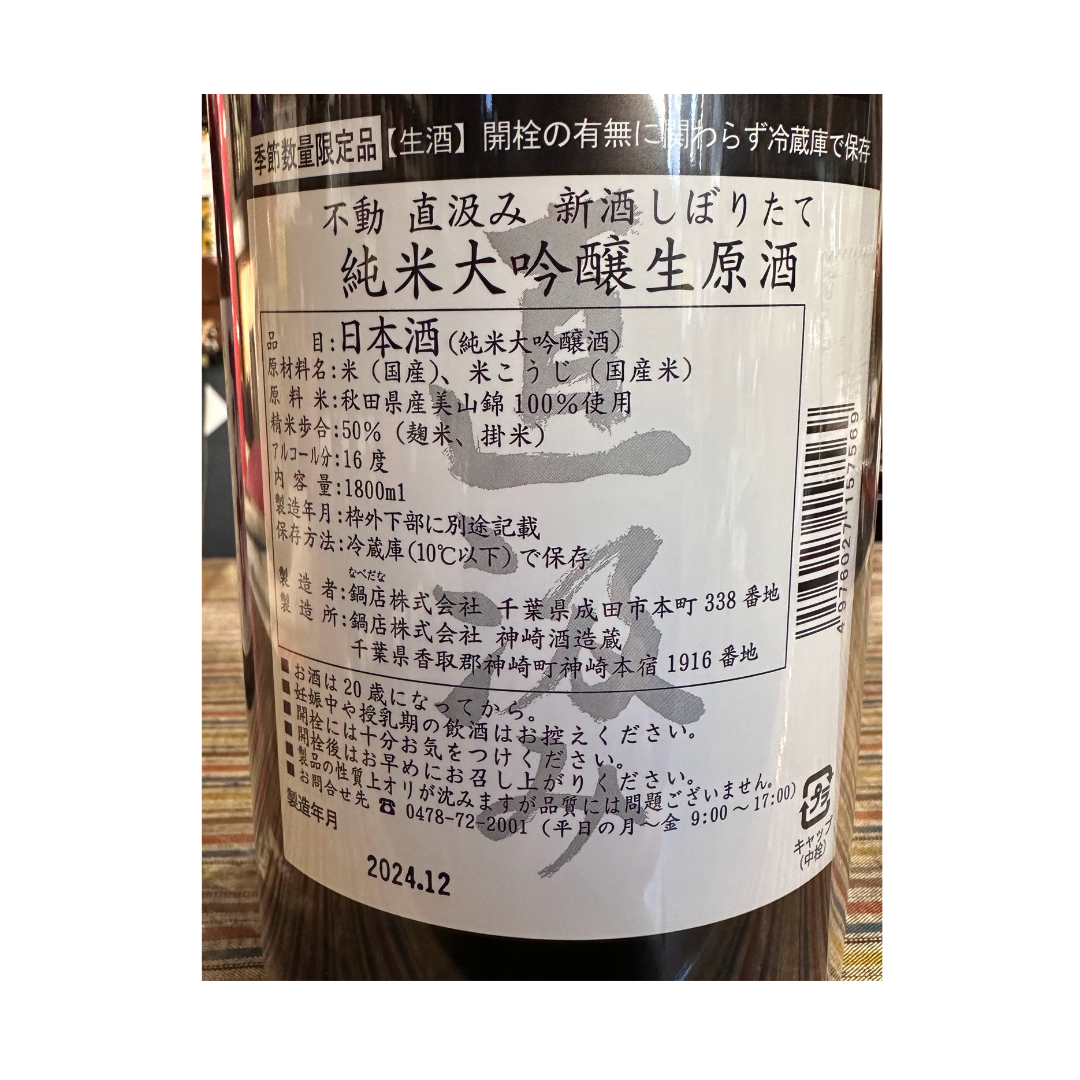 季節数量限定品【生酒】開栓の有無に関わらず冷蔵庫で保存
不動 直汲み 新酒しぼりたて
純米大吟醸生原酒
品目:日本酒(純米大吟醸酒)
原材料名:米(国産)、米こうじ(国産米)
原料米:秋田県産美山錦100%使用
精米歩合:50%(麹米、掛米)
アルコール分:16度
内容量:1800ml
製造年月:枠外下部に別途記載
保存方法:冷蔵庫(10℃以下)で保存
なべだな
製造者:鍋店株式会社 千葉県成田市本町338番地
製造所:鍋店株式会社 神崎酒造蔵
千葉県香取郡神崎町神崎本宿1916番地
■お酒は20歳になってから。
■妊娠中や授乳期の飲酒はお控えください。
■開栓には十分お気をつけください。
■開栓後はお早めにお召し上がりください。
■製品の性質上オリが沈みますが品質には問題ございません。
■お問合せ先 ☎ 0478-72-2001(平日の月～金 9:00～17:00)
製造年月
2024.12
直汲み
4976027157569
プラ
キャップ
(中栓)